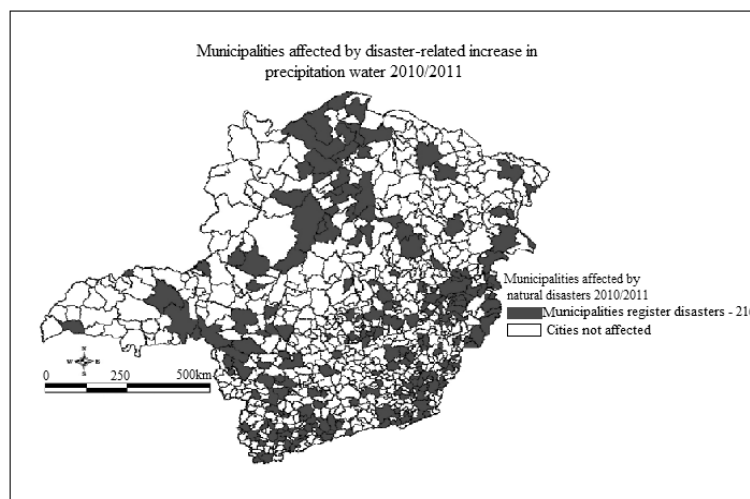 Municipalities affected by disaster-related increase in
precipitation water 2010/2011
Municipalities affected by
natural disasters 2010/2011
Municipalities register disasters - 21
Cities not affected
N
W
S
0 250 500km